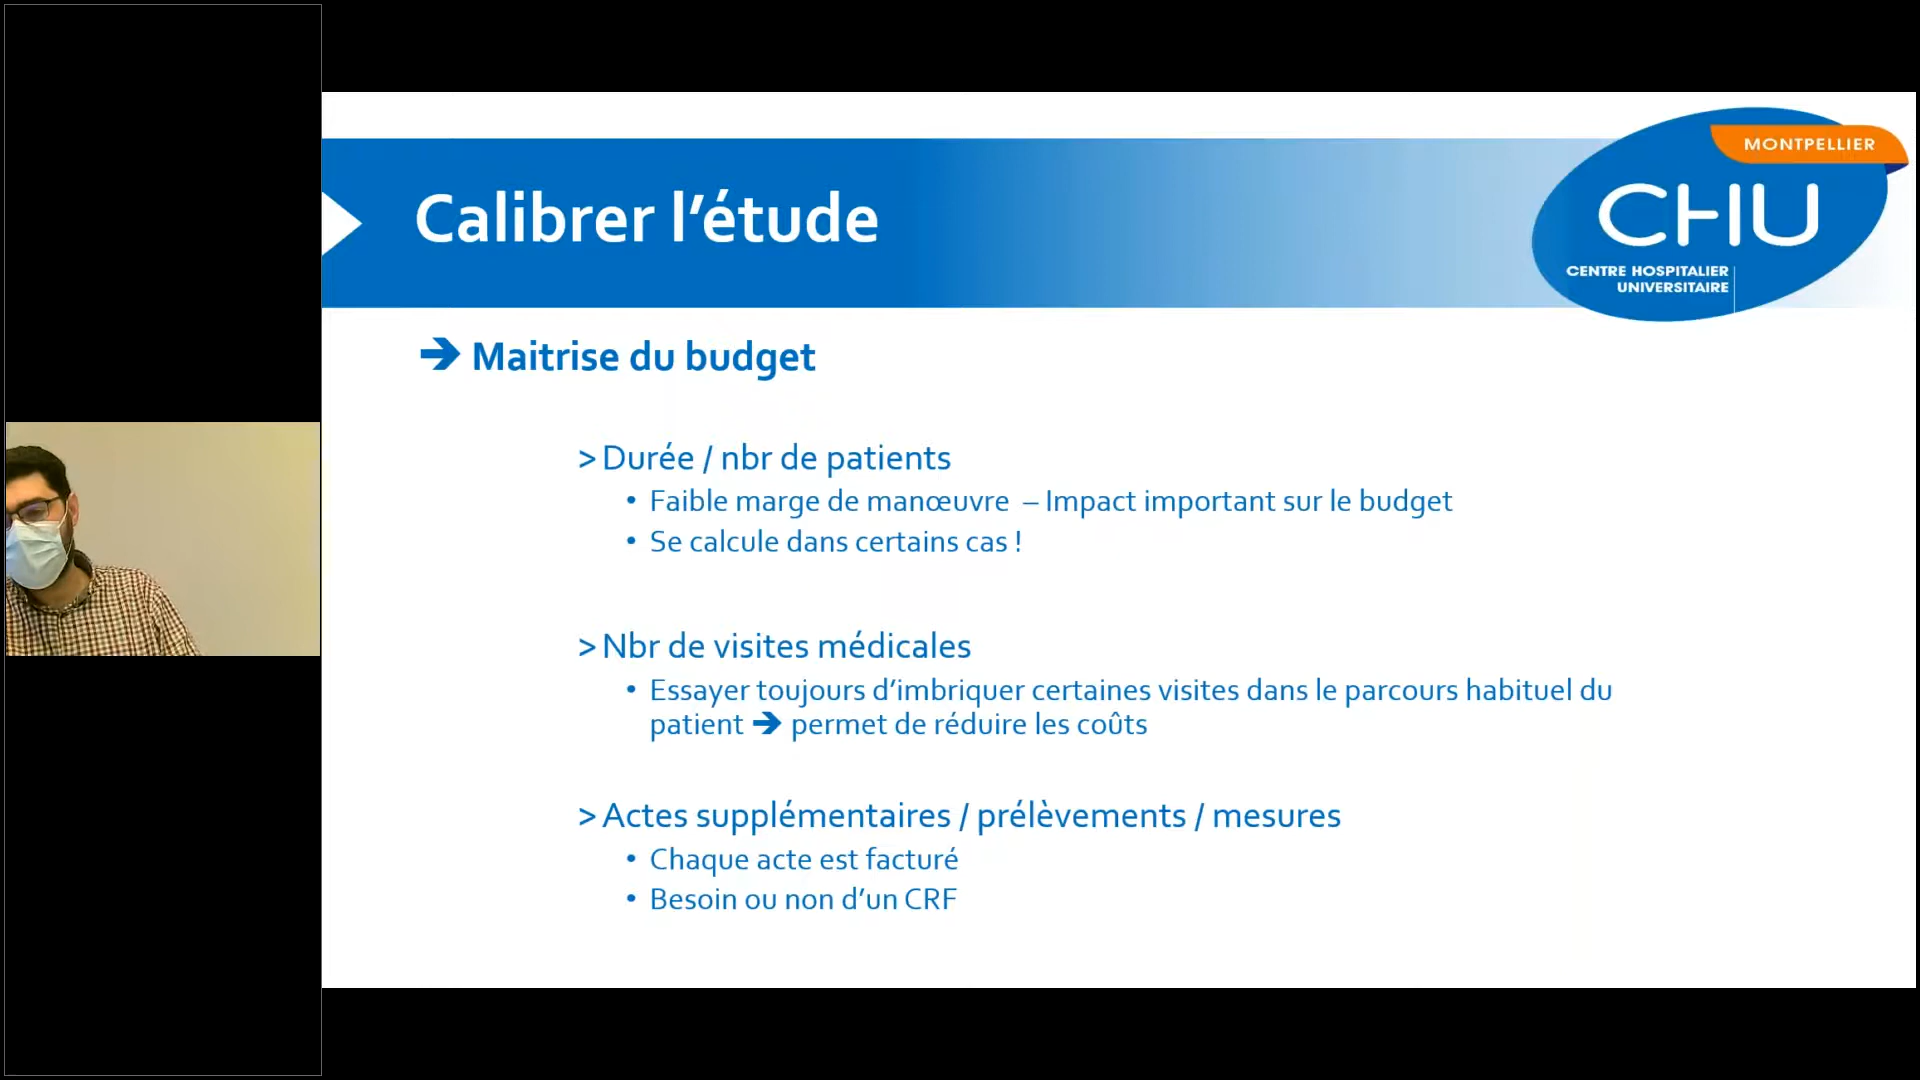 MONTPELLIER
CHU
CENTRE HOSPITALIER
UNIVERSITAIRE
Calibrer l’étude
➔ Maitrise du budget
> Durée / nbr de patients
• Faible marge de manœuvre – Impact important sur le budget
• Se calcule dans certains cas !
> Nbr de visites médicales
• Essayer toujours d’imbriquer certaines visites dans le parcours habituel du
patient ➔ permet de réduire les coûts
> Actes supplémentaires / prélèvements / mesures
• Chaque acte est facturé
• Besoin ou non d’un CRF